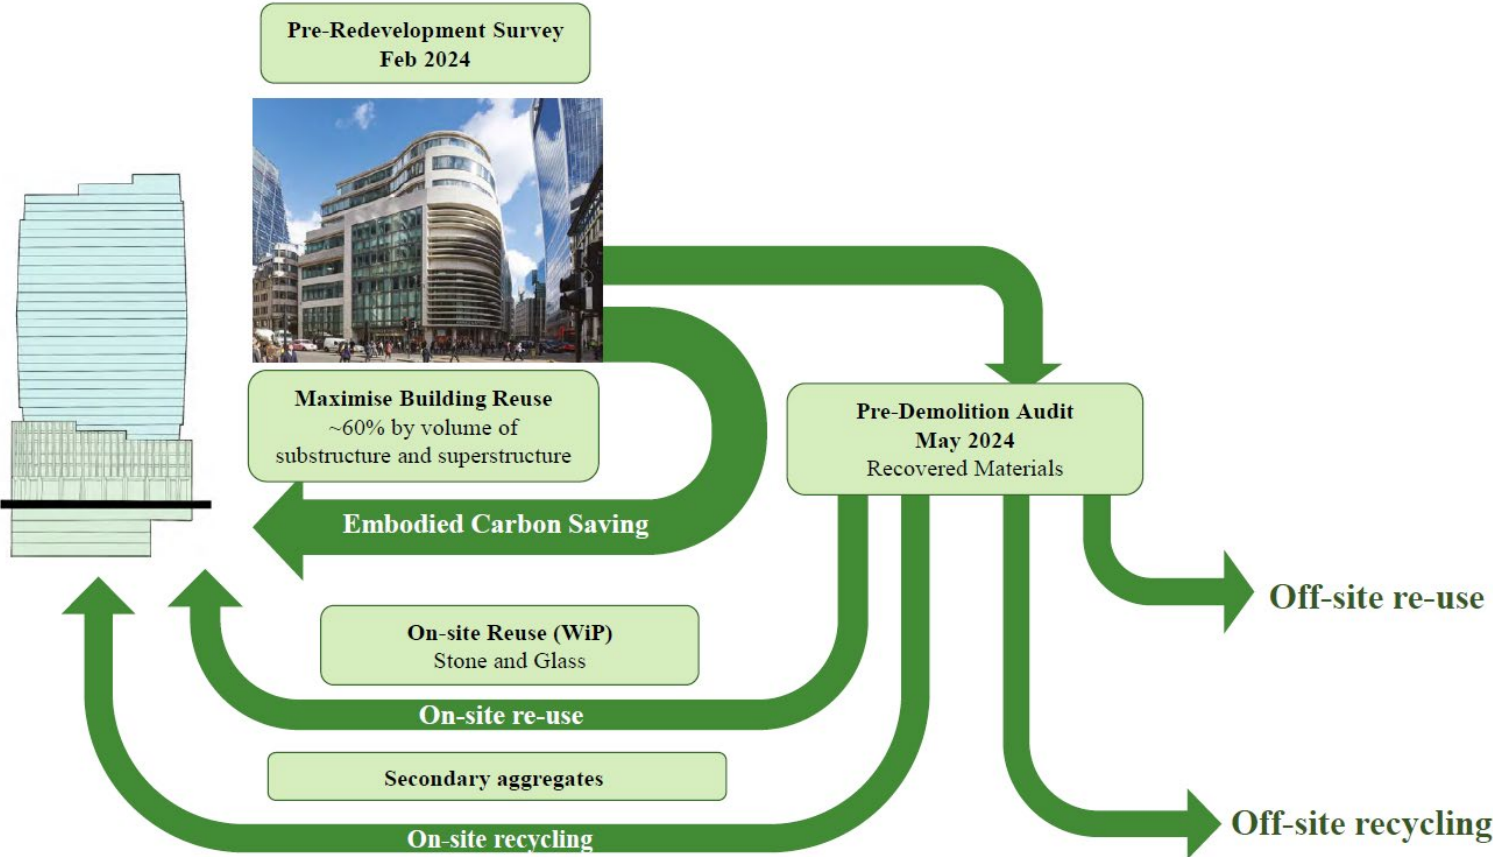 Pre-Redevelopment Survey
Feb 2024
Maximise Building Reuse
~60% by volume of
substructure and superstructure
Embodied Carbon Saving
Pre-Demolition Audit
May 2024
Recovered Materials
On-site Reuse (WiP)
Stone and Glass
On-site re-use
Secondary aggregates
On-site recycling
Off-site re-use
Off-site recycling